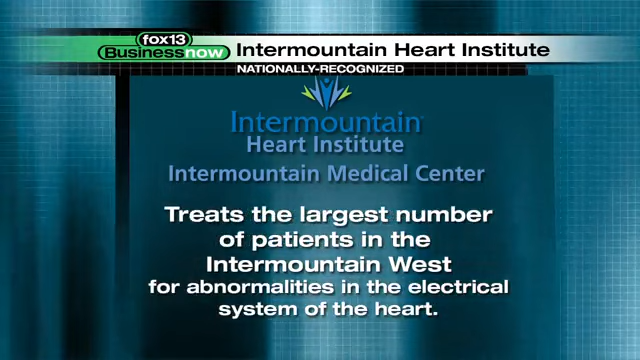 fox13
Businessnow
Intermountain Heart Institute
NATIONALLY-RECOGNIZED
Intermountain
Heart Institute
Intermountain Medical Center
Treats the largest number
of patients in the
Intermountain West
for abnormalities in the electrical
system of the heart.